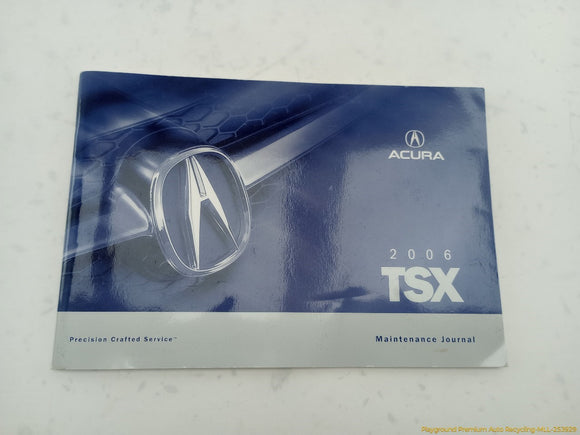 ACURA
2006
TSX
Precision Crafted Service™
Maintenance Journal
Playground Premium Auto Recycling-MLL-253929